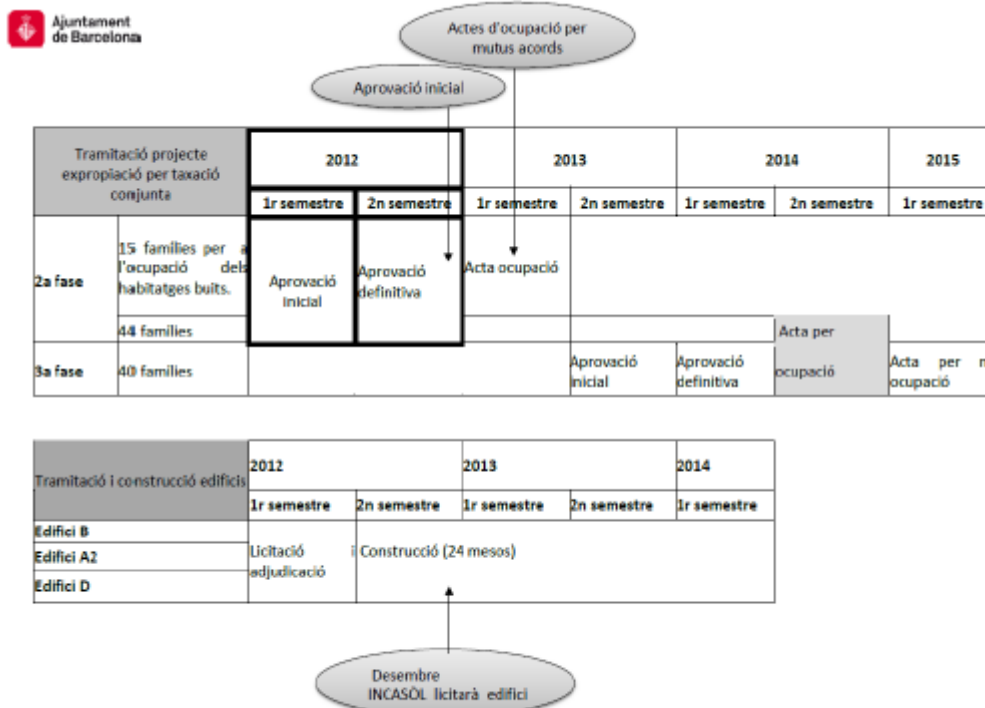 Ajuntament
de Barcelona
Actes d'ocupació per
mutus acords
Aprovació inicial
Tramitació projecte
expropiació per taxació
conjunta
2012
2013
2014
2015
1r semestre
2n semestre
1r semestre
2n semestre
1r semestre
2n semestre
1r semestre
2a fase
15 famílies per a
l'ocupació dels
habitatges buits.
Aprovació
inicial
Aprovació
definitiva
Acta ocupació
44 famílies
Acta per
3a fase
40 famílies
Aprovació
inicial
Aprovació
definitiva
ocupació
Acta per
ocupació
Tramitació i construcció edificis
2012
2013
2014
1r semestre
2n semestre
1r semestre
2n semestre
1r semestre
Edifici B
Edifici A2
Edifici D
Licitació i
adjudicació
Construcció (24 mesos)
Desembre
INCASÒL licitarà edifici